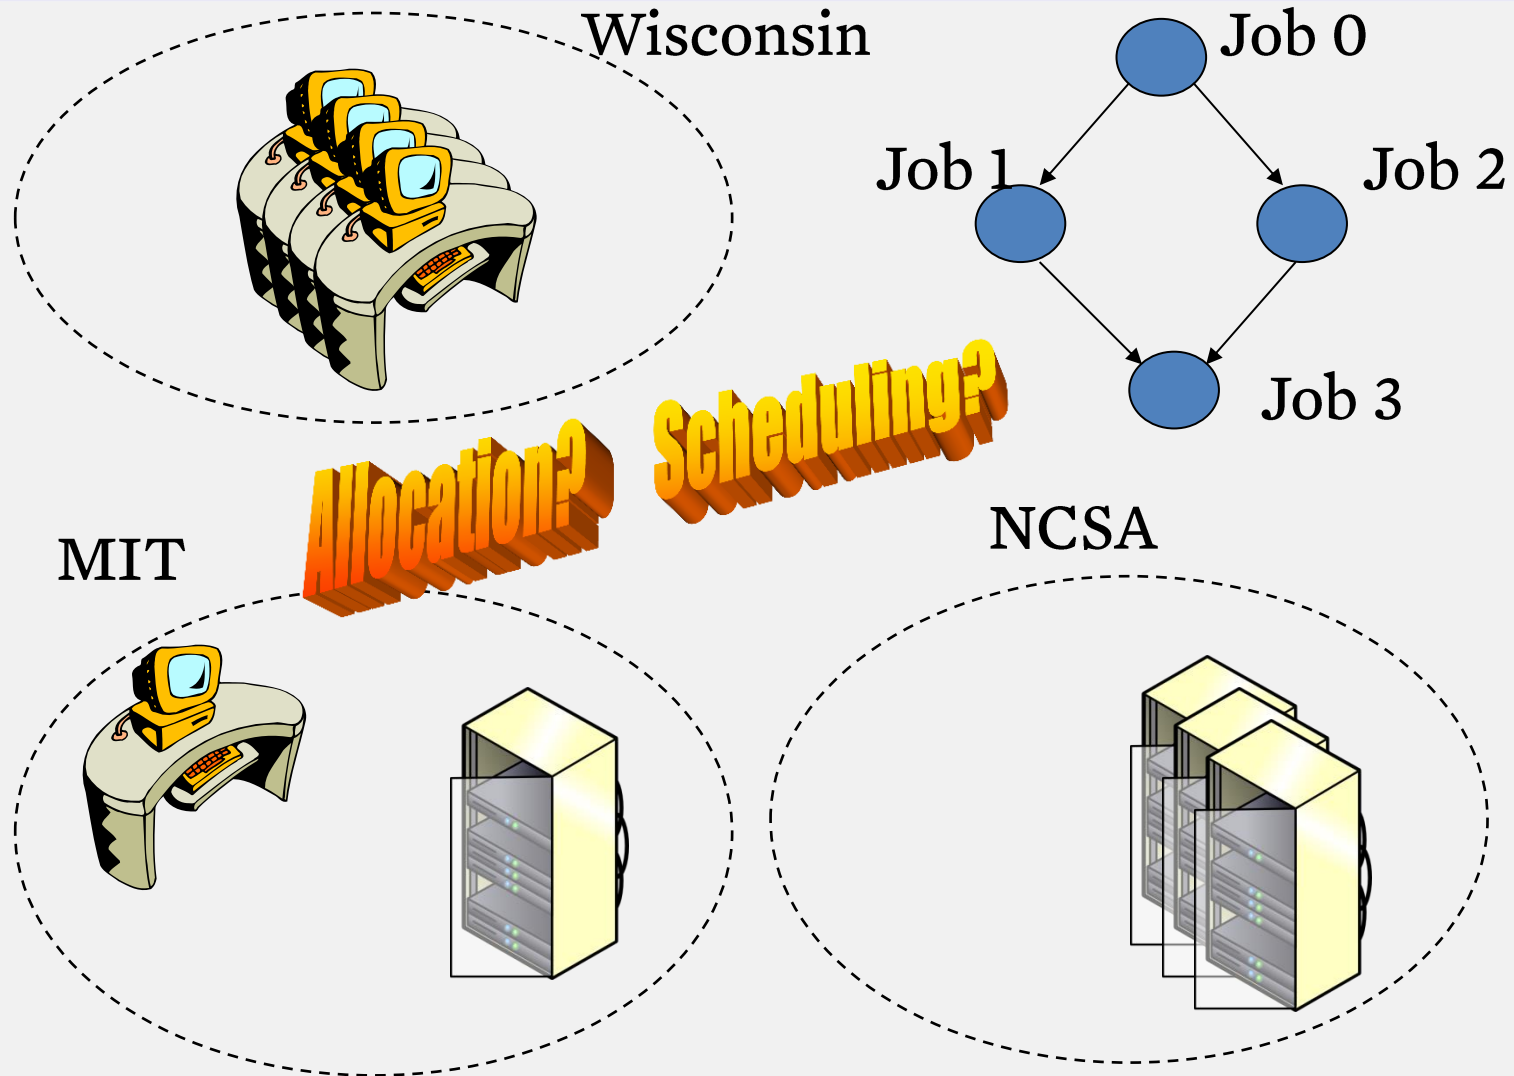 Wisconsin
Job 0
Job 1
Job 2
Job 3
Allocation?
Scheduling?
MIT
NCSA